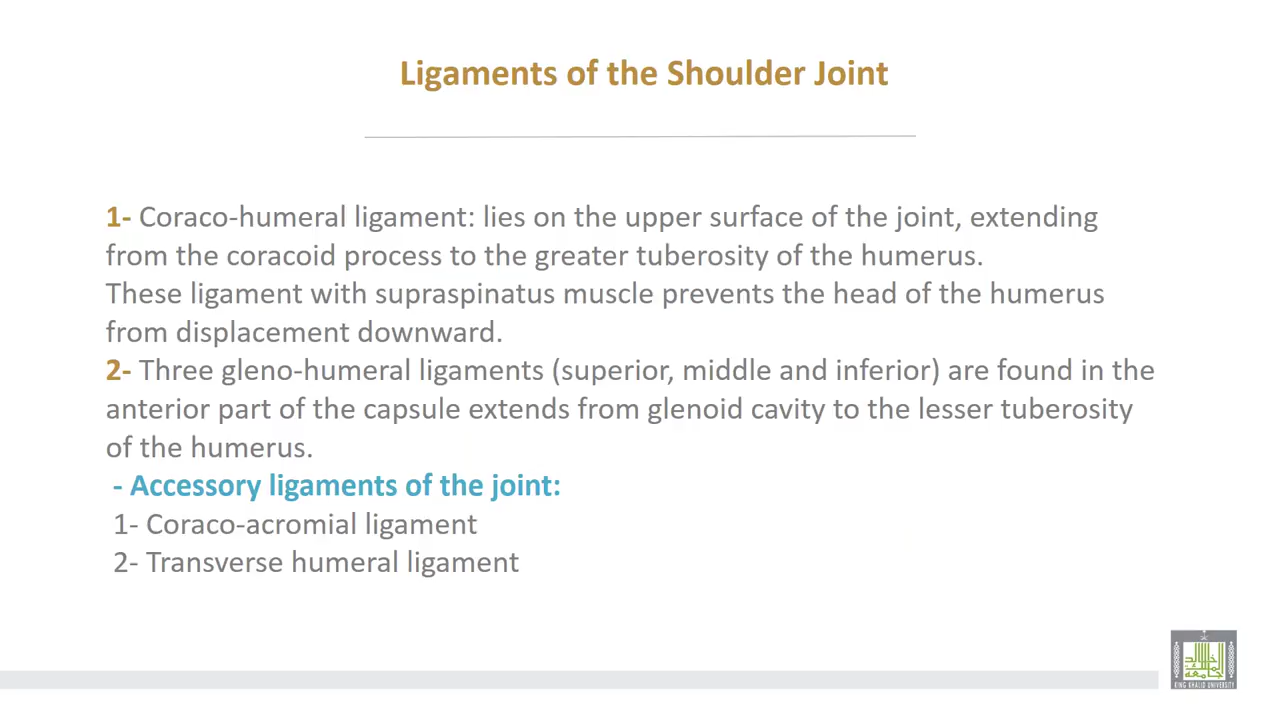 Ligaments of the Shoulder Joint
1- Coraco-humeral ligament: lies on the upper surface of the joint, extending
from the coracoid process to the greater tuberosity of the humerus.
These ligament with supraspinatus muscle prevents the head of the humerus
from displacement downward.
2- Three gleno-humeral ligaments (superior, middle and inferior) are found in the
anterior part of the capsule extends from glenoid cavity to the lesser tuberosity
of the humerus.
- Accessory ligaments of the joint:
1- Coraco-acromial ligament
2- Transverse humeral ligament
KING KHALID UNIVERSITY